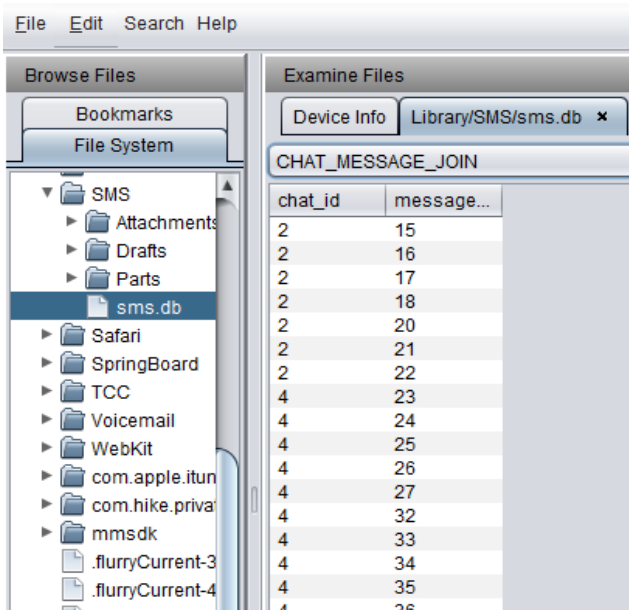 File Edit Search Help
Browse Files
Bookmarks
File System
SMS
Attachments
Drafts
Parts
sms.db
Safari
SpringBoard
TCC
Voicemail
WebKit
com.apple.itun
com.hike.priva
mmsdk
.flurryCurrent-3
.flurryCurrent-4
Examine Files
Device Info Library/SMS/sms.db ×
CHAT_MESSAGE_JOIN
chat_id message...
2 15
2 16
2 17
2 18
2 20
2 21
2 22
4 23
4 24
4 25
4 26
4 27
4 32
4 33
4 34
4 35
4 36